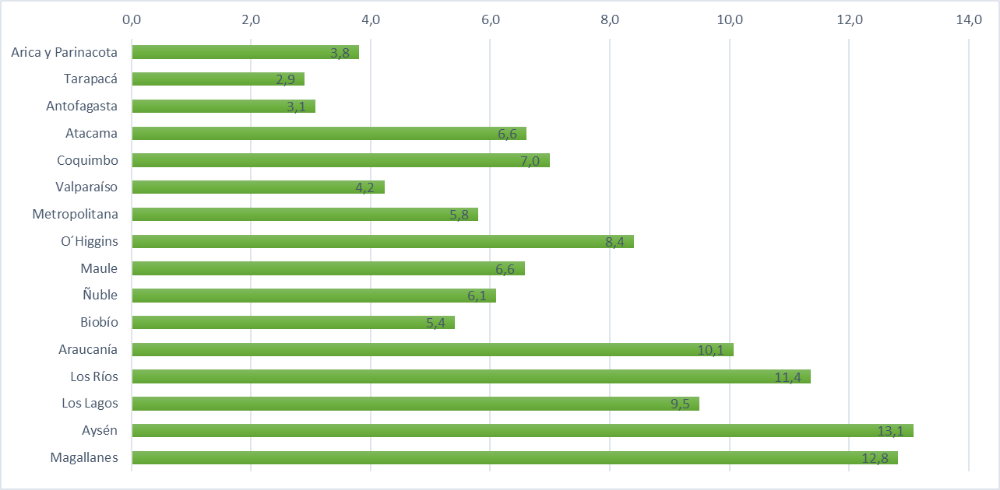 0,0 2,0 4,0 6,0 8,0 10,0 12,0 14,0
Arica y Parinacota 3,8
Tarapacá 2,9
Antofagasta 3,1
Atacama 6,6
Coquimbo 7,0
Valparaíso 4,2
Metropolitana 5,8
O´Higgins 8,4
Maule 6,6
Ñuble 6,1
Biobío 5,4
Araucanía 10,1
Los Ríos 11,4
Los Lagos 9,5
Aysén 13,1
Magallanes 12,8